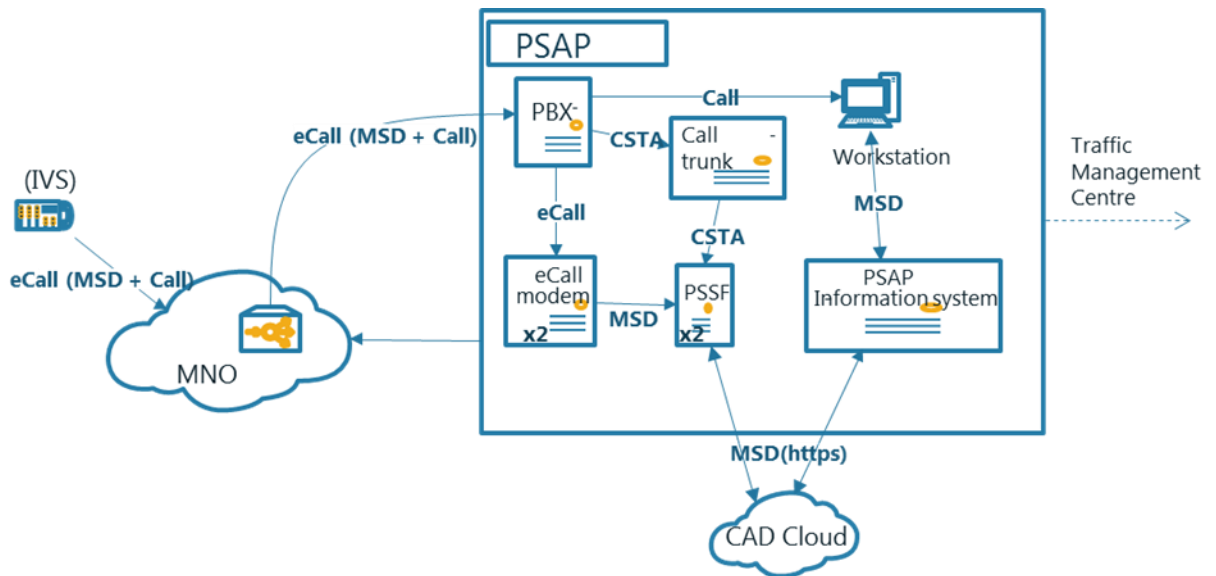 PSAP
PBX-
Call
Call
trunk
-
CSTA
Workstation
eCall (MSD + Call)
(IVS)
eCall (MSD + Call)
MNO
eCall
CSTA
MSD
eCall
modem
x2
MSD
PSSF
x2
PSAP
Information system
Traffic
Management
Centre
MSD(https)
CAD Cloud